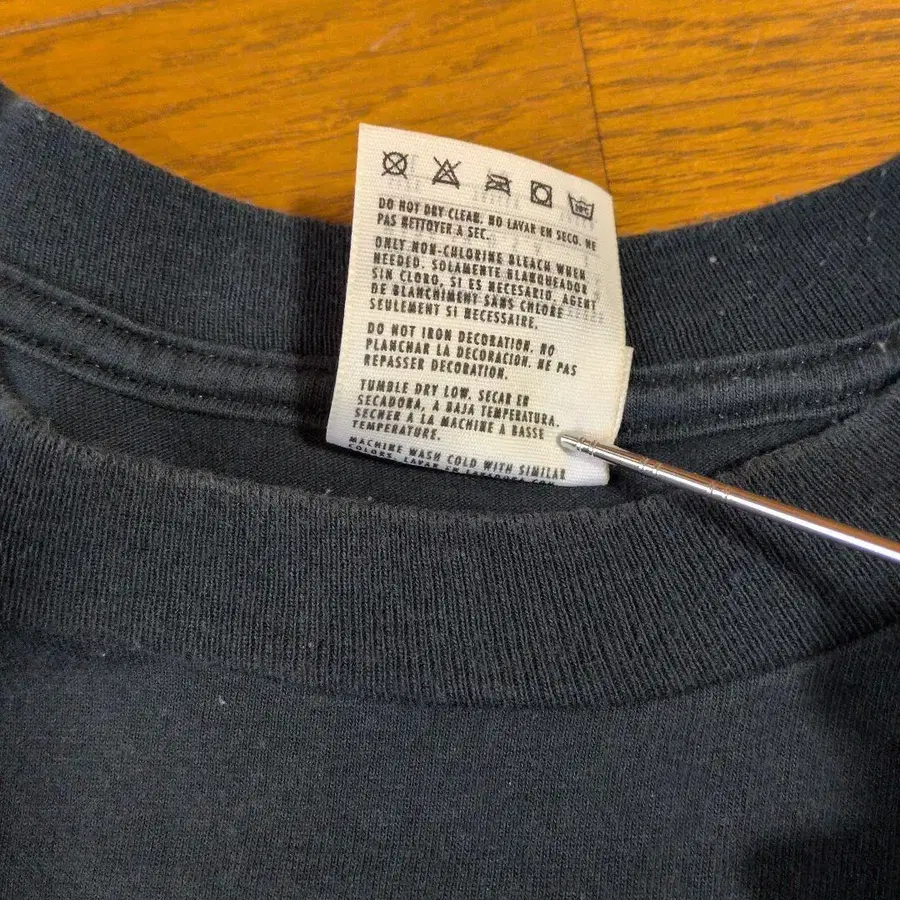 DO NOT DRY CLEAN. NO LAVAR EN SECO. NE
PAS NETTOYER A SEC.
ONLY NON-CHLORINE BLEACH WHEN
NEEDED. SOLAMENTE BLANQUEADOR
SIN CLORO, SI ES NECESARIO. AGENT
DE BLANCHIMENT SANS CHLORE
SEULEMENT SI NECESSAIRE.
DO NOT IRON DECORATION. NO
PLANCHAR LA DECORACION. NE PAS
REPASSER DECORATION.
TUMBLE DRY LOW. SECAR EN
SECADORA, A BAJA TEMPERATURA.
SECHER A LA MACHINE A BASSE
TEMPERATURE.
MACHINE WASH COLD WITH SIMILAR
COLORS. LAVAR EN